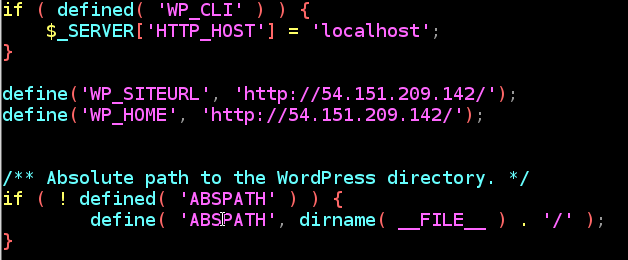 if ( defined( 'WP_CLI' ) ) {
    $_SERVER['HTTP_HOST'] = 'localhost';
}
define('WP_SITEURL', 'http://54.151.209.142/');
define('WP_HOME', 'http://54.151.209.142/');
/** Absolute path to the WordPress directory. */
if ( ! defined( 'ABSPATH' ) ) {
        define( 'ABSPATH', dirname( __FILE__ ) . '/' );
}